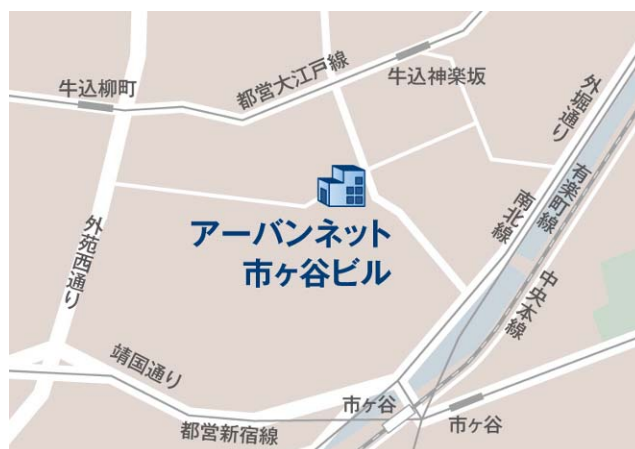 牛込柳町
都営大江戸線
牛込神楽坂
外堀通り
有楽町線
南北線
中央本線
アーバンネット
市ヶ谷ビル
外苑西通り
靖国通り
都営新宿線
市ヶ谷
市ヶ谷